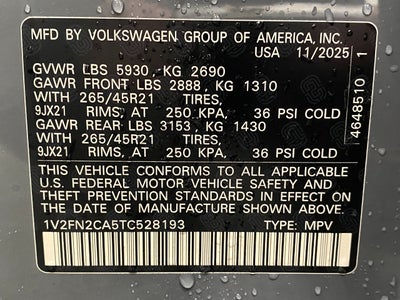 MFD BY VOLKSWAGEN GROUP OF AMERICA, INC.
USA 11/2025
GVWR LBS 5930, KG 2690
GAWR FRONT LBS 2888, KG 1310
WITH 265/45R21 TIRES,
9JX21 RIMS, AT 250 KPA, 36 PSI COLD
GAWR REAR LBS 3153, KG 1430
WITH 265/45R21 TIRES,
9JX21 RIMS, AT 250 KPA, 36 PSI COLD
THIS VEHICLE CONFORMS TO ALL APPLICABLE
U.S. FEDERAL MOTOR VEHICLE SAFETY AND
THEFT PREVENTION STANDARDS IN EFFECT ON THE
DATE OF MANUFACTURE SHOWN ABOVE.
1V2FN2CA5TC528193 TYPE: MPV
4648510 1